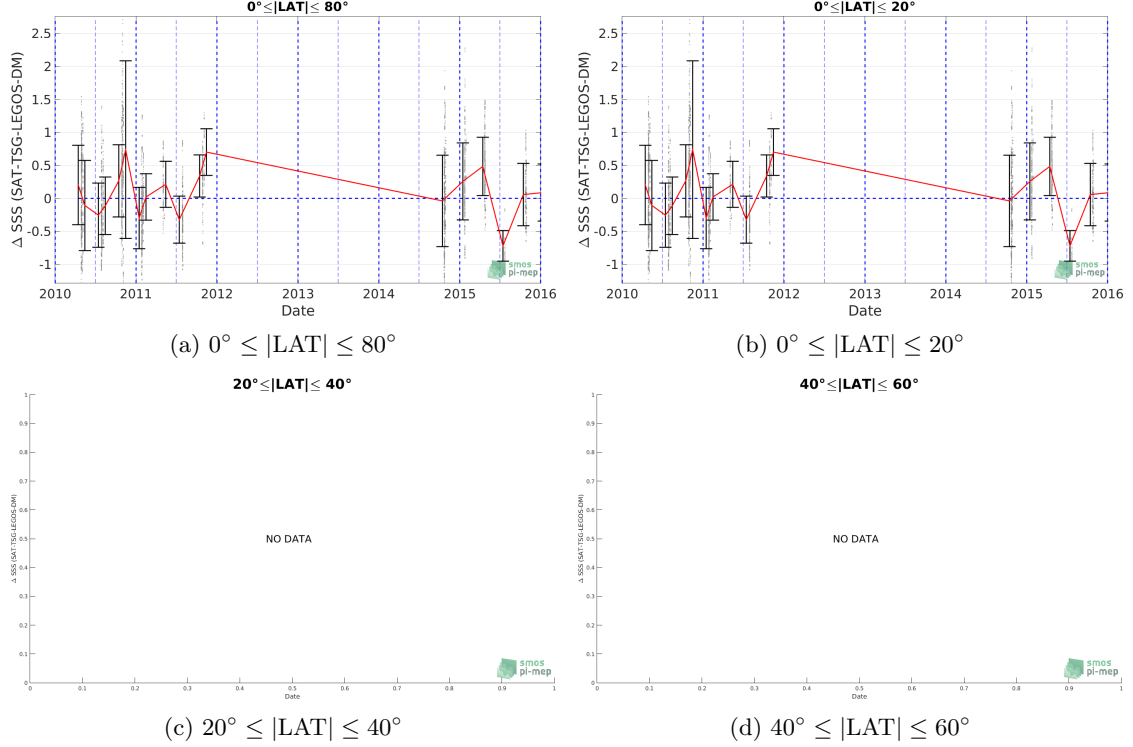 0°≤|LAT|≤ 80°
Δ SSS (SAT-TSG-LEGOS-DM)
2.5
2
1.5
1
0.5
0
-0.5
-1
2010 2011 2012 2013 2014 2015 2016
Date
smos
pi-mep
(a) 0° ≤ |LAT| ≤ 80°
0°≤|LAT|≤ 20°
Δ SSS (SAT-TSG-LEGOS-DM)
2.5
2
1.5
1
0.5
0
-0.5
-1
2010 2011 2012 2013 2014 2015 2016
Date
smos
pi-mep
(b) 0° ≤ |LAT| ≤ 20°
20°≤|LAT|≤ 40°
Δ SSS (SAT-TSG-LEGOS-DM)
1
0.9
0.8
0.7
0.6
0.5
0.4
0.3
0.2
0.1
0
NO DATA
0 0.1 0.2 0.3 0.4 0.5 0.6 0.7 0.8 0.9 1
Date
smos
pi-mep
(c) 20° ≤ |LAT| ≤ 40°
40°≤|LAT|≤ 60°
Δ SSS (SAT-TSG-LEGOS-DM)
1
0.9
0.8
0.7
0.6
0.5
0.4
0.3
0.2
0.1
0
NO DATA
0 0.1 0.2 0.3 0.4 0.5 0.6 0.7 0.8 0.9 1
Date
smos
pi-mep
(d) 40° ≤ |LAT| ≤ 60°